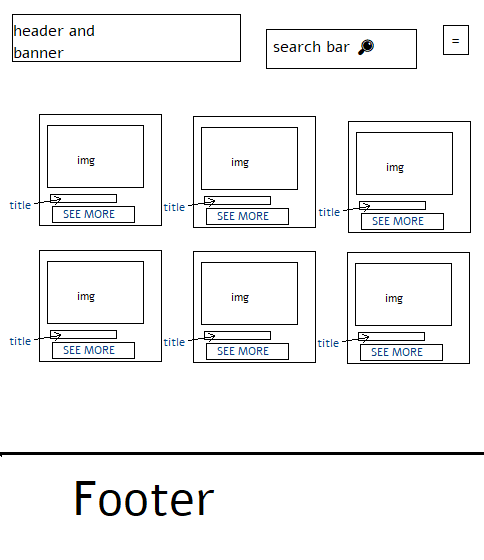 header and
banner
search bar
=
img
img
img
title
title
title
SEE MORE
SEE MORE
SEE MORE
img
img
img
title
title
title
SEE MORE
SEE MORE
SEE MORE
Footer